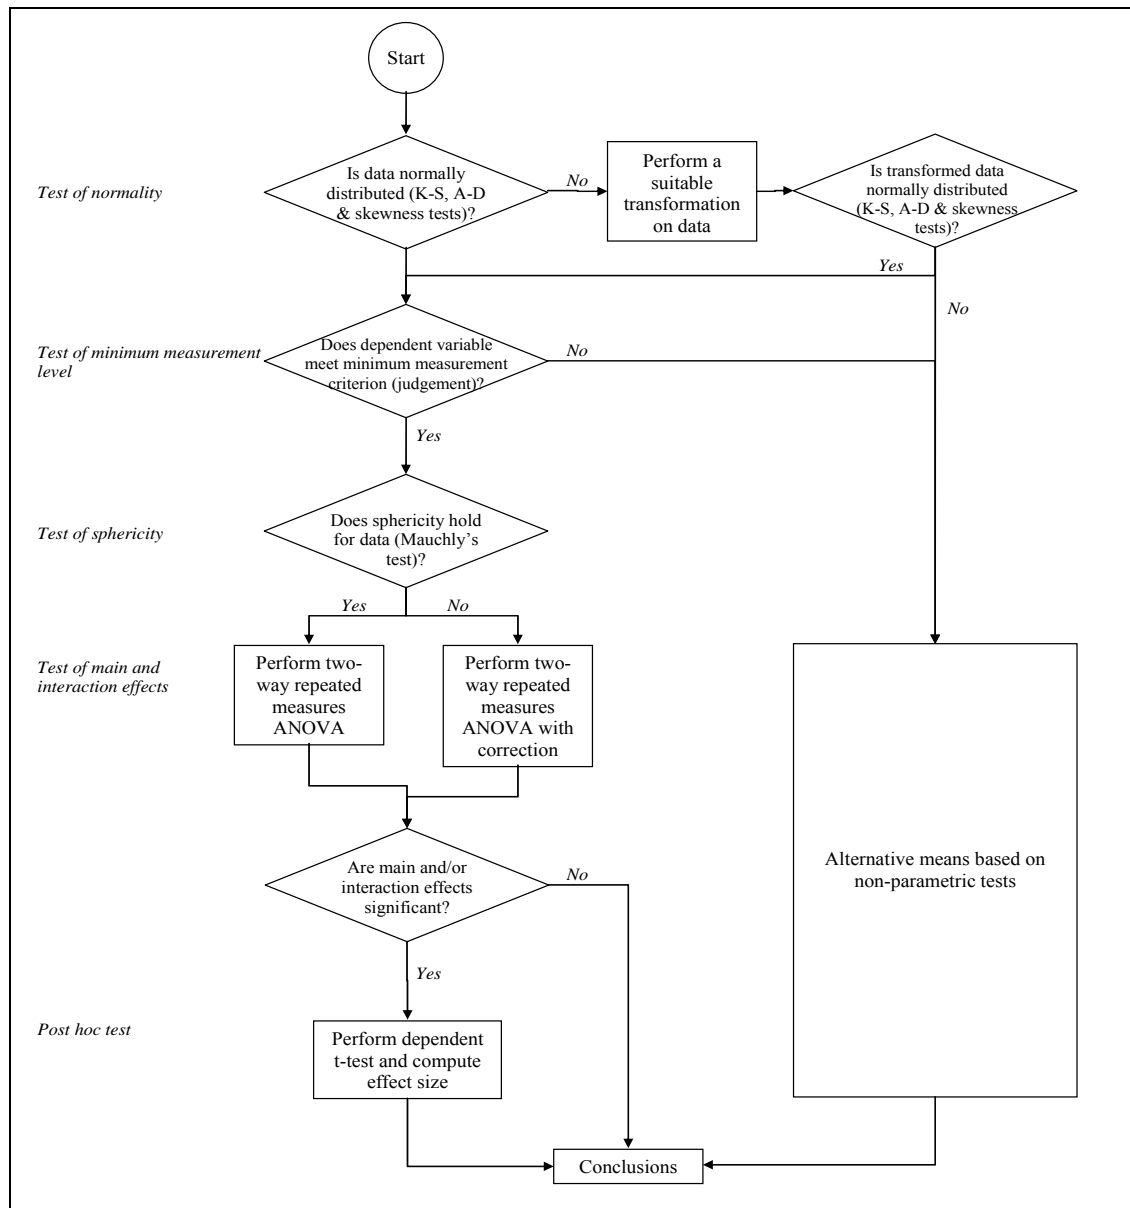 Start
Test of normality
Is data normally
distributed (K-S, A-D
& skewness tests)?
No
Perform a
suitable
transformation
on data
Is transformed data
normally distributed
(K-S, A-D & skewness
tests)?
Yes
No
Test of minimum measurement
level
Does dependent variable
meet minimum measurement
criterion (judgement)?
No
Yes
Test of sphericity
Does sphericity hold
for data (Mauchly’s
test)?
Yes
No
Test of main and
interaction effects
Perform two-
way repeated
measures
ANOVA
Perform two-
way repeated
measures
ANOVA with
correction
Alternative means based on
non-parametric tests
Are main and/or
interaction effects
significant?
No
Yes
Post hoc test
Perform dependent
t-test and compute
effect size
Conclusions